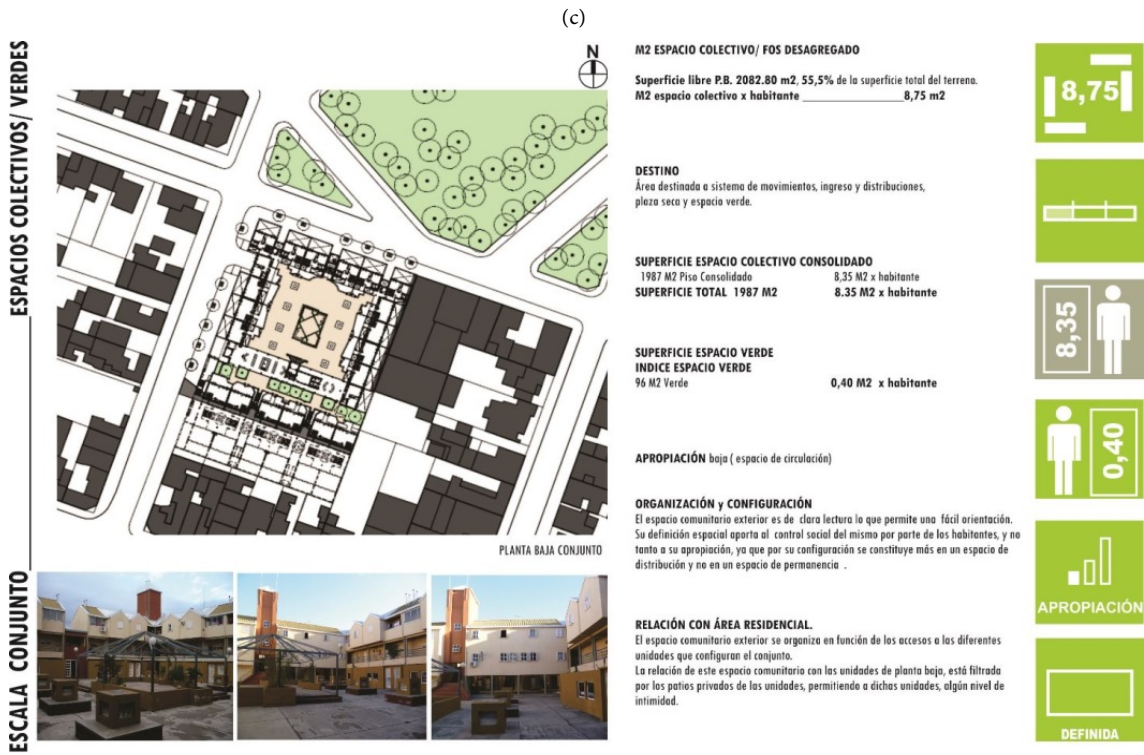 (c)
ESPACIOS COLECTIVOS/ VERDES
ESCALA CONJUNTO
N
PLANTA BAJA CONJUNTO
M2 ESPACIO COLECTIVO/ FOS DESAGREGADO
Superficie libre P.B. 2082.80 m2, 55,5% de la superficie total del terreno.
M2 espacio colectivo x habitante ____________________8,75 m2
8,75
DESTINO
Área destinada a sistema de movimientos, ingreso y distribuciones,
plaza seca y espacio verde.
SUPERFICIE ESPACIO COLECTIVO CONSOLIDADO
1987 M2 Piso Consolidado 8,35 M2 x habitante
SUPERFICIE TOTAL 1987 M2 8.35 M2 x habitante
8,35
SUPERFICIE ESPACIO VERDE
INDICE ESPACIO VERDE
96 M2 Verde 0,40 M2 x habitante
0,40
APROPIACIÓN baja ( espacio de circulación)
ORGANIZACIÓN y CONFIGURACIÓN
El espacio comunitario exterior es de clara lectura lo que permite una fácil orientación.
Su definición espacial aporta al control social del mismo por parte de los habitantes, y no
tanto a su apropiación, ya que por su configuración se constituye más en un espacio de
distribución y no en un espacio de permanencia .
APROPIACIÓN
RELACIÓN CON ÁREA RESIDENCIAL.
El espacio comunitario exterior se organiza en función de los accesos a las diferentes
unidades que configuran el conjunto.
La relación de este espacio comunitario con las unidades de planta baja, está filtrada
por los patios privados de las unidades, permitiendo a dichas unidades, algún nivel de
intimidad.
DEFINIDA